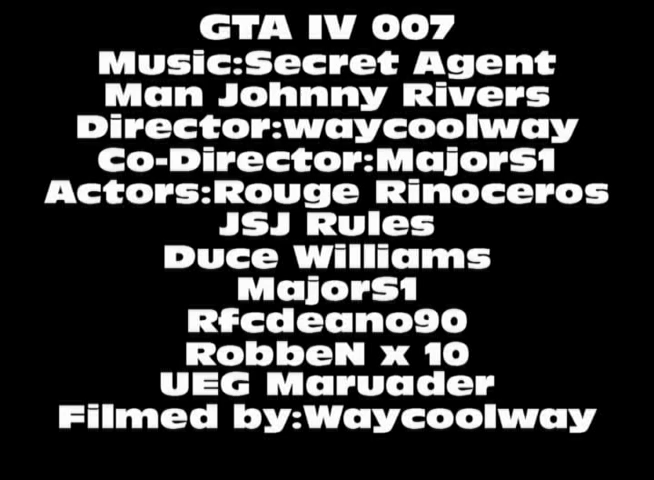 GTA IV 007
Music:Secret Agent
Man Johnny Rivers
Director:waycoolway
Co-Director:MajorS1
Actors:Rouge Rinoceros
JSJ Rules
Duce Williams
MajorS1
Rfcdeano90
RobbeN x 10
UEG Maruader
Filmed by:Waycoolway